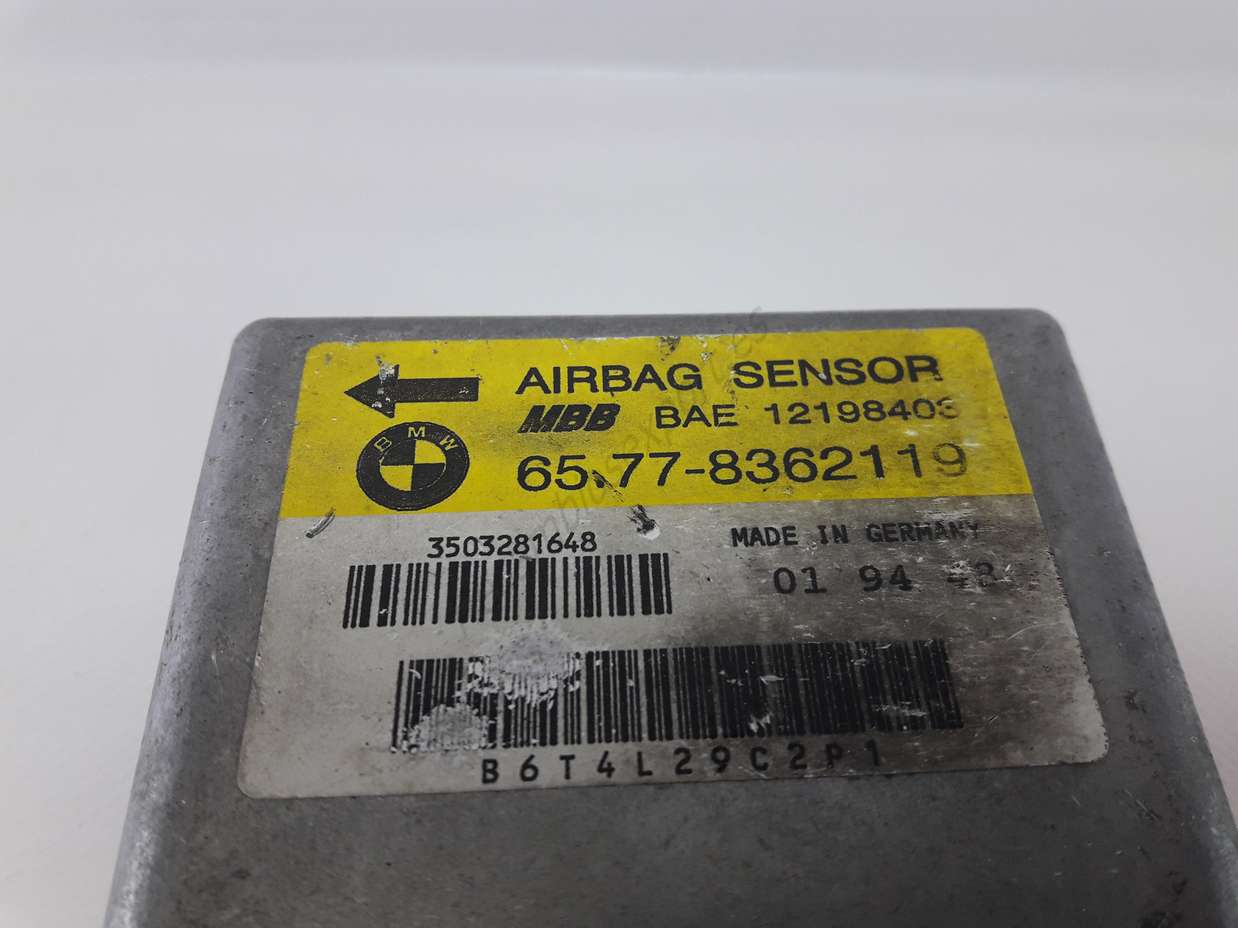 AIRBAG SENSOR
MBB BAE 12198403
BMW
65.77-8362119
3503281648
MADE IN GERMANY
01 94
B6T4L29C2P1